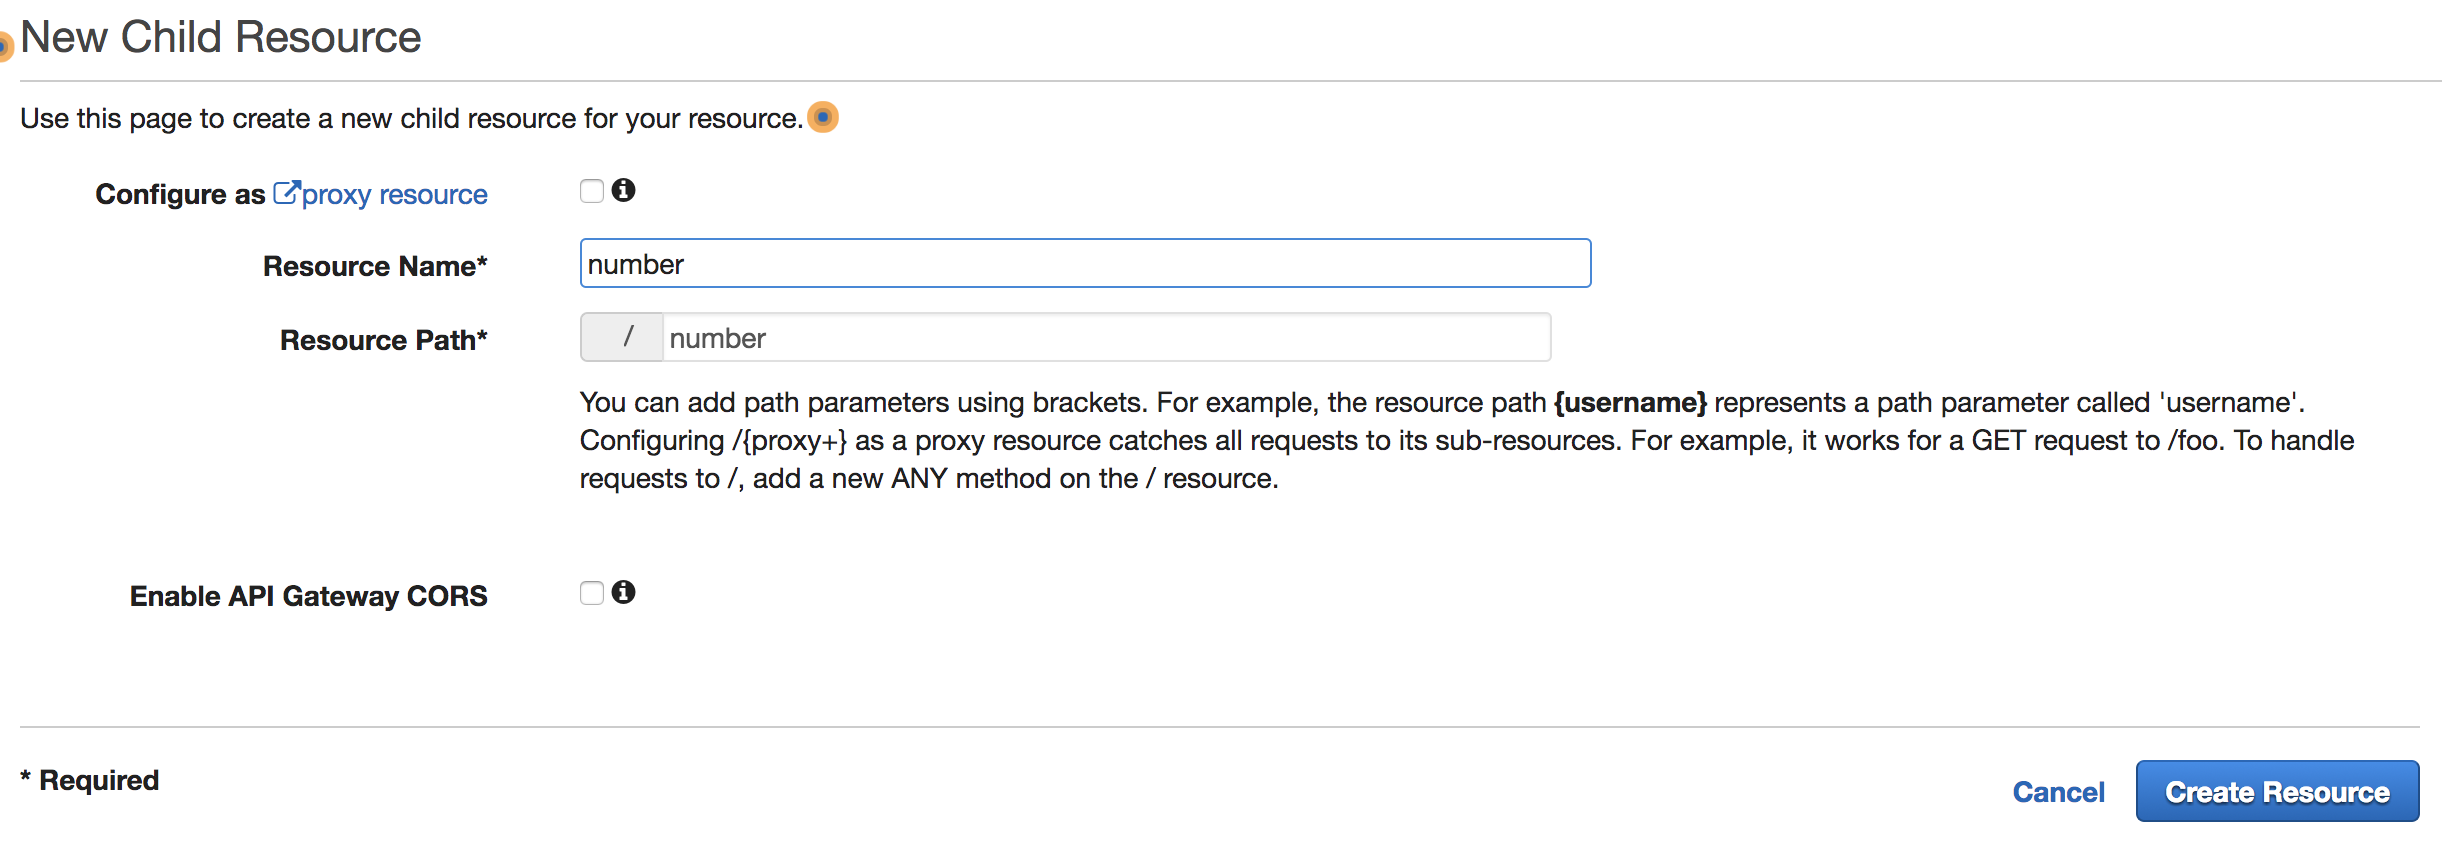 New Child Resource
Use this page to create a new child resource for your resource.
Configure as proxy resource
Resource Name* number
Resource Path* / number
You can add path parameters using brackets. For example, the resource path {username} represents a path parameter called 'username'.
Configuring /{proxy+} as a proxy resource catches all requests to its sub-resources. For example, it works for a GET request to /foo. To handle
requests to /, add a new ANY method on the / resource.
Enable API Gateway CORS
* Required
Cancel Create Resource